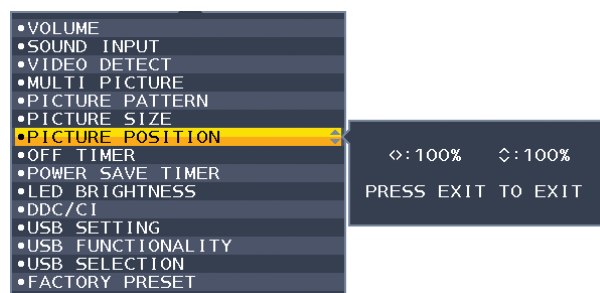 •VOLUME
•SOUND INPUT
•VIDEO DETECT
•MULTI PICTURE
•PICTURE PATTERN
•PICTURE SIZE
•PICTURE POSITION
•OFF TIMER
•POWER SAVE TIMER
•LED BRIGHTNESS
•DDC/CI
•USB SETTING
•USB FUNCTIONALITY
•USB SELECTION
•FACTORY PRESET
:100% :100%
PRESS EXIT TO EXIT